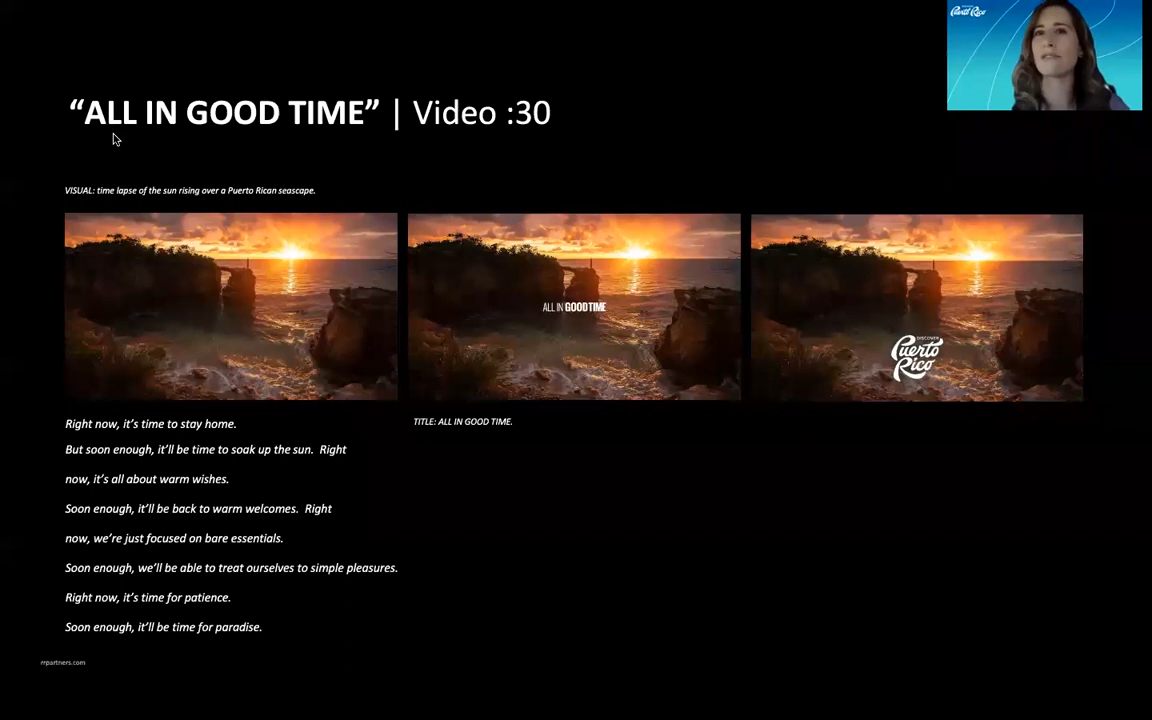 Puerto Rico
“ALL IN GOOD TIME” | Video :30
VISUAL: time lapse of the sun rising over a Puerto Rican seascape.
ALL IN GOOD TIME
DISCOVER
Puerto
Rico
Right now, it’s time to stay home.
TITLE: ALL IN GOOD TIME.
But soon enough, it’ll be time to soak up the sun. Right
now, it’s all about warm wishes.
Soon enough, it’ll be back to warm welcomes. Right
now, we’re just focused on bare essentials.
Soon enough, we’ll be able to treat ourselves to simple pleasures.
Right now, it’s time for patience.
Soon enough, it’ll be time for paradise.
rrpartners.com